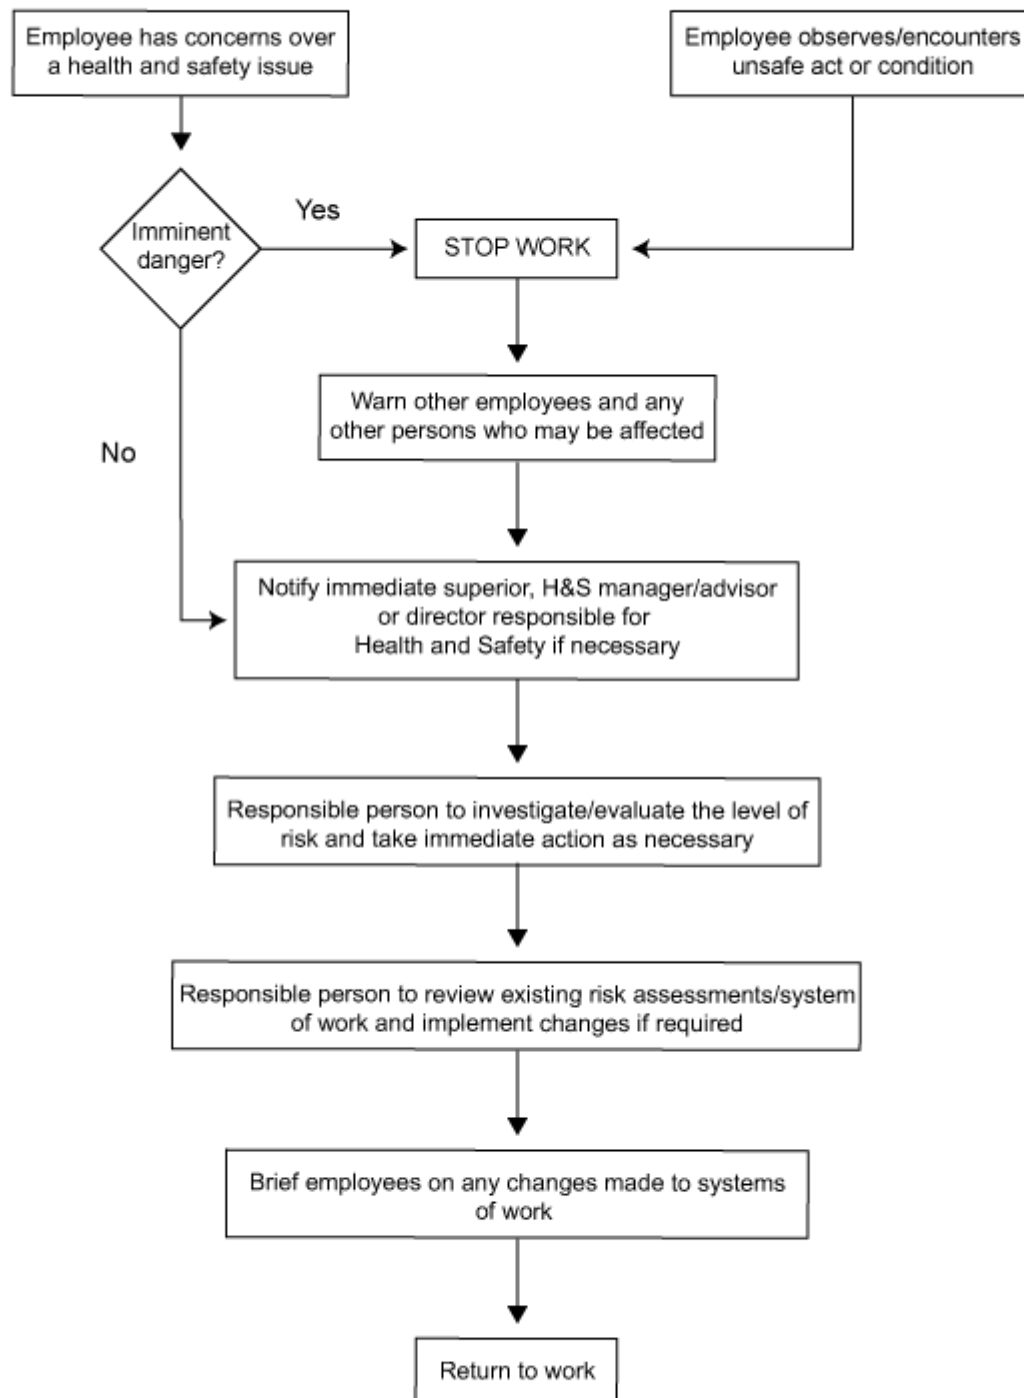 Employee has concerns over
a health and safety issue
Employee observes/encounters
unsafe act or condition
Imminent
danger?
Yes
STOP WORK
Warn other employees and any
other persons who may be affected
No
Notify immediate superior, H&S manager/advisor
or director responsible for
Health and Safety if necessary
Responsible person to investigate/evaluate the level of
risk and take immediate action as necessary
Responsible person to review existing risk assessments/system
of work and implement changes if required
Brief employees on any changes made to systems
of work
Return to work